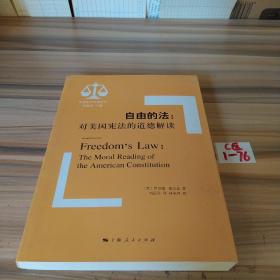 自由的法:
对美国宪法的道德解读
Freedom's Law:
The Moral Reading of
the American Constitution
上海人民出版社
CQ
1-76